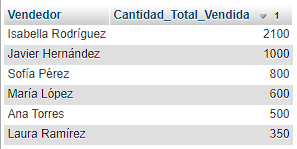 Vendedor Cantidad_Total_Vendida 1
Isabella Rodríguez 2100
Javier Hernández 1000
Sofía Pérez 800
María López 600
Ana Torres 500
Laura Ramírez 350